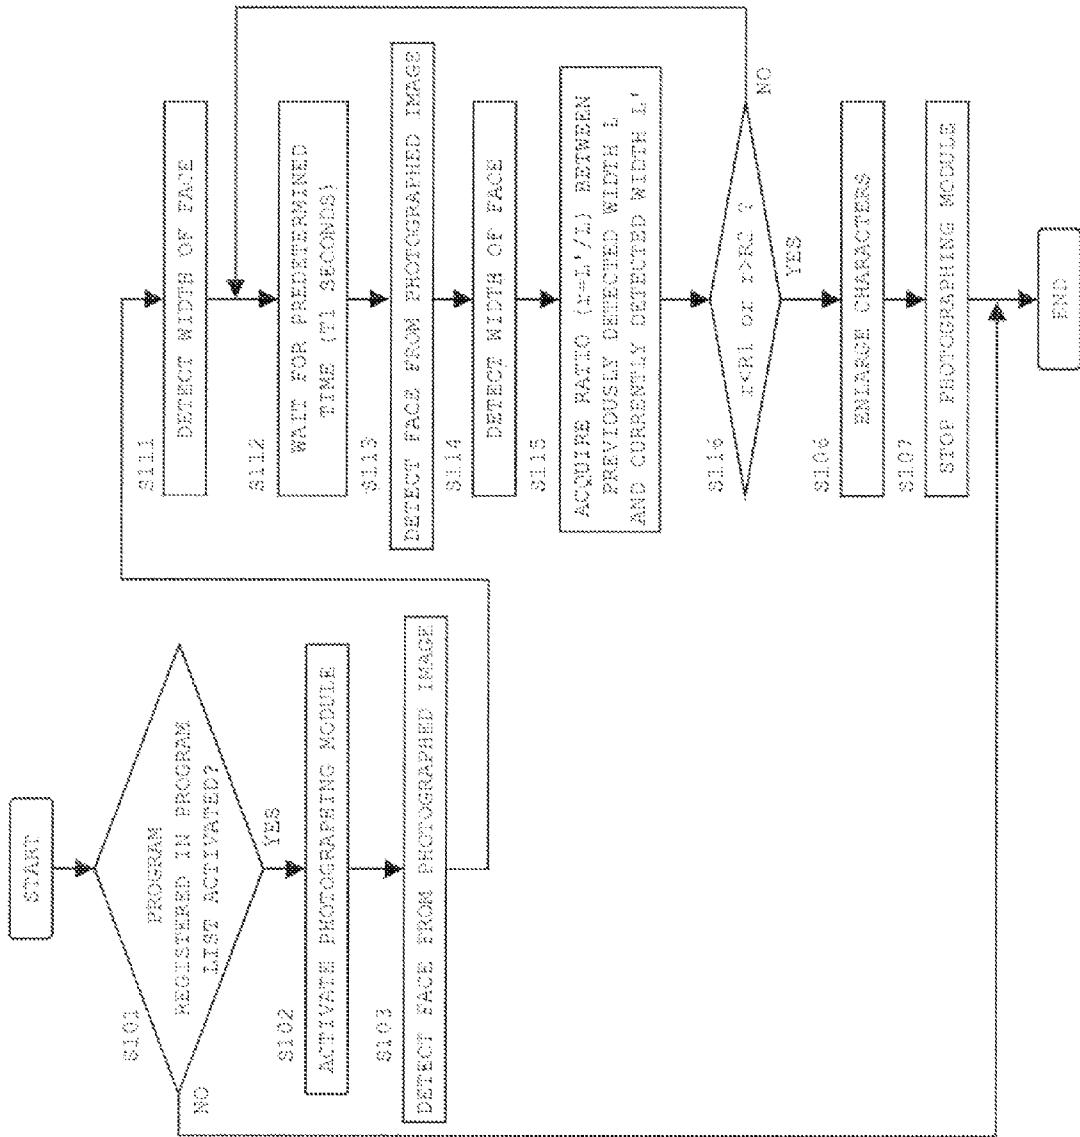 START
S101
PROGRAM
REGISTERED IN PROGRAM
LIST ACTIVATED?
NO
YES
S102
ACTIVATE PHOTOGRAPHING MODULE
S103
DETECT FACE FROM PHOTOGRAPHED IMAGE
S111
DETECT WIDTH OF FACE
S112
WAIT FOR PREDETERMINED
TIME (T1 SECONDS)
S113
DETECT FACE FROM PHOTOGRAPHED IMAGE
S114
DETECT WIDTH OF FACE
S115
ACQUIRE RATIO (r=L'/L) BETWEEN
PREVIOUSLY DETECTED WIDTH L
AND CURRENTLY DETECTED WIDTH L'
S116
r<R1 or r>R2 ?
NO
YES
S106
ENLARGE CHARACTERS
S107
STOP PHOTOGRAPHING MODULE
END